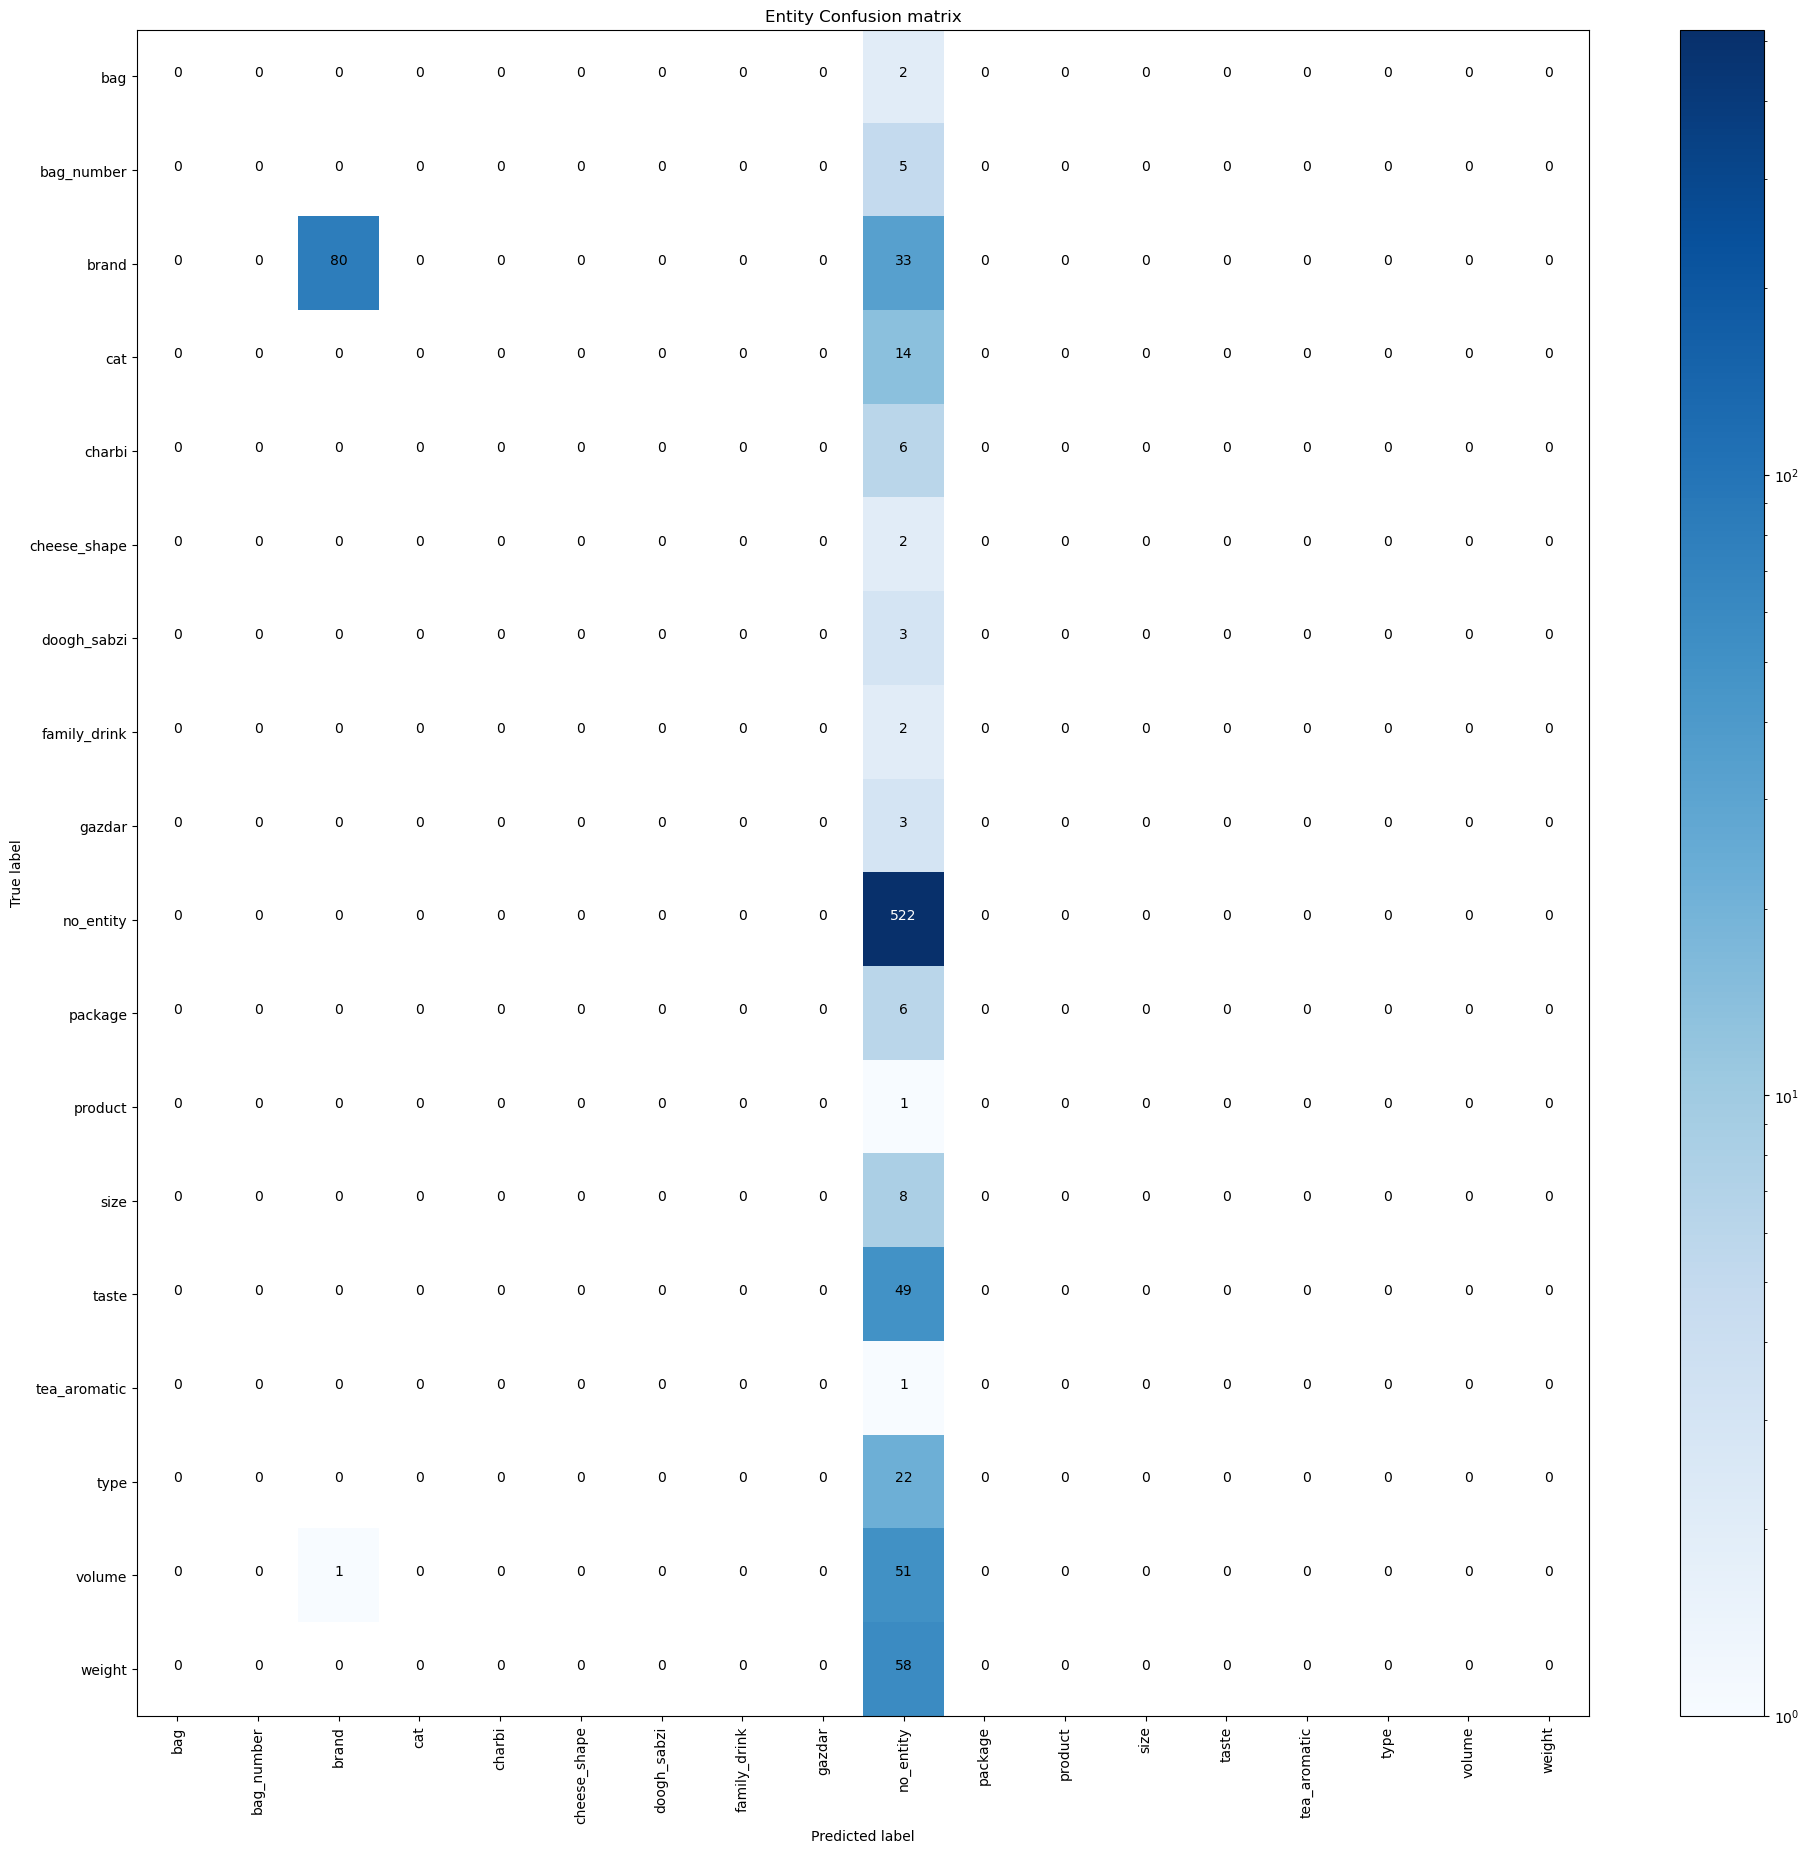 Entity Confusion matrix
True label
bag 0 0 0 0 0 0 0 0 0 2 0 0 0 0 0 0 0 0
bag_number 0 0 0 0 0 0 0 0 0 5 0 0 0 0 0 0 0 0
brand 0 0 80 0 0 0 0 0 0 33 0 0 0 0 0 0 0 0
cat 0 0 0 0 0 0 0 0 0 14 0 0 0 0 0 0 0 0
charbi 0 0 0 0 0 0 0 0 0 6 0 0 0 0 0 0 0 0
cheese_shape 0 0 0 0 0 0 0 0 0 2 0 0 0 0 0 0 0 0
doogh_sabzi 0 0 0 0 0 0 0 0 0 3 0 0 0 0 0 0 0 0
family_drink 0 0 0 0 0 0 0 0 0 2 0 0 0 0 0 0 0 0
gazdar 0 0 0 0 0 0 0 0 0 3 0 0 0 0 0 0 0 0
no_entity 0 0 0 0 0 0 0 0 0 522 0 0 0 0 0 0 0 0
package 0 0 0 0 0 0 0 0 0 6 0 0 0 0 0 0 0 0
product 0 0 0 0 0 0 0 0 0 1 0 0 0 0 0 0 0 0
size 0 0 0 0 0 0 0 0 0 8 0 0 0 0 0 0 0 0
taste 0 0 0 0 0 0 0 0 0 49 0 0 0 0 0 0 0 0
tea_aromatic 0 0 0 0 0 0 0 0 0 1 0 0 0 0 0 0 0 0
type 0 0 0 0 0 0 0 0 0 22 0 0 0 0 0 0 0 0
volume 0 0 1 0 0 0 0 0 0 51 0 0 0 0 0 0 0 0
weight 0 0 0 0 0 0 0 0 0 58 0 0 0 0 0 0 0 0
bag
bag_number
brand
cat
charbi
cheese_shape
doogh_sabzi
family_drink
gazdar
no_entity
package
product
size
taste
tea_aromatic
type
volume
weight
Predicted label
10²
10¹
10⁰